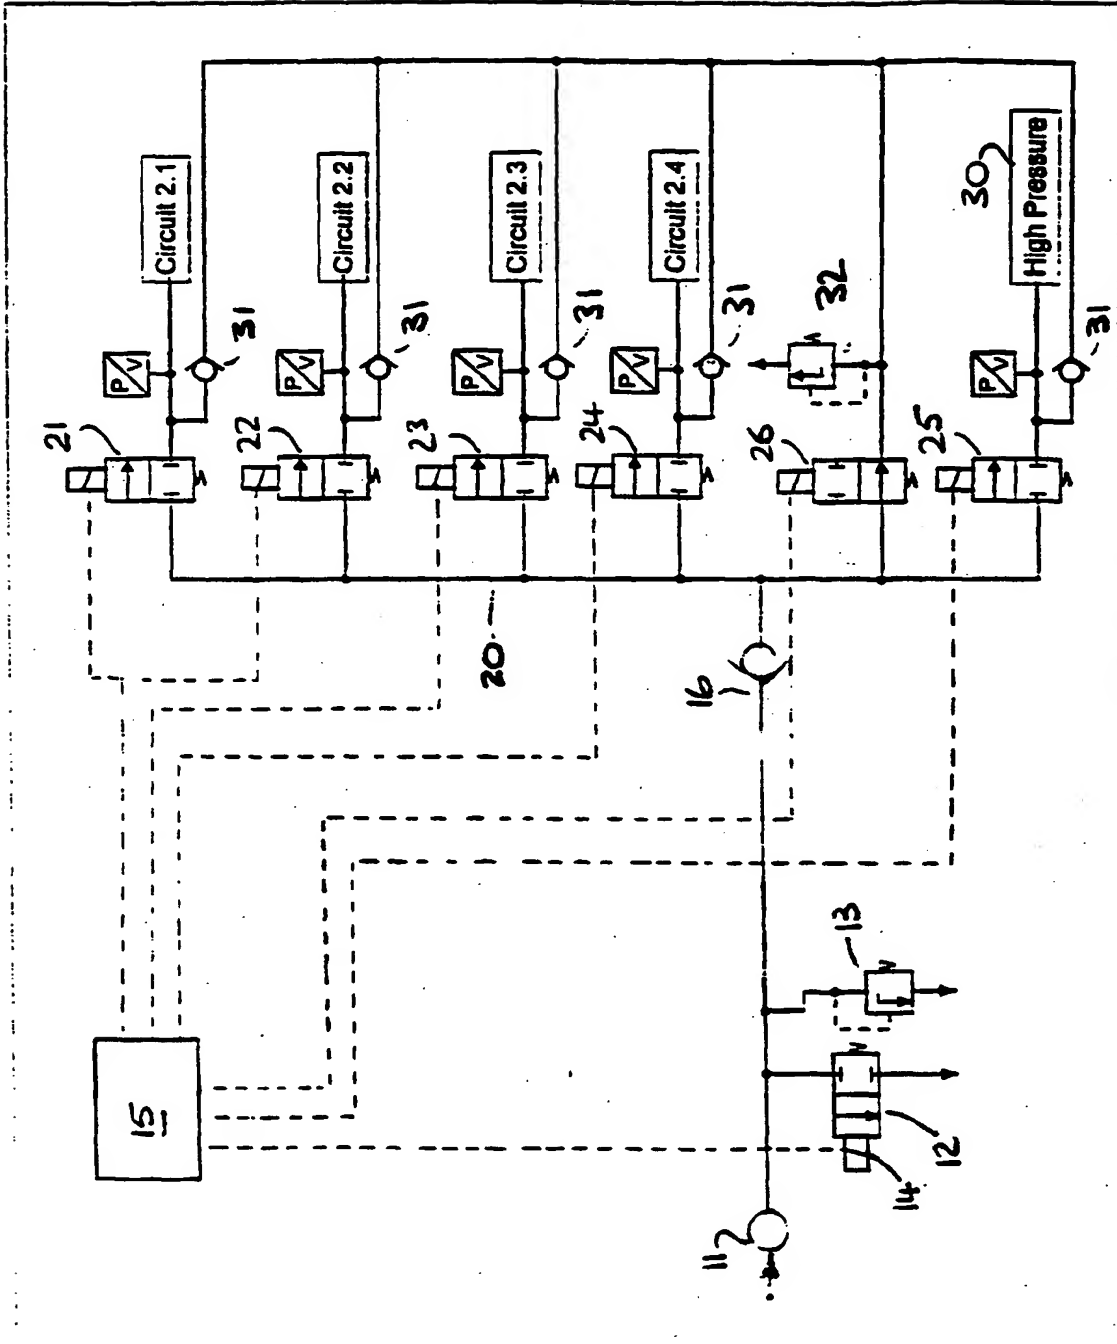 Circuit 2.1
P/V
21
31
Circuit 2.2
P/V
22
31
Circuit 2.3
P/V
23
31
Circuit 2.4
P/V
24
31
32
26
High Pressure
30
P/V
25
31
20
16
15
13
12
14
11